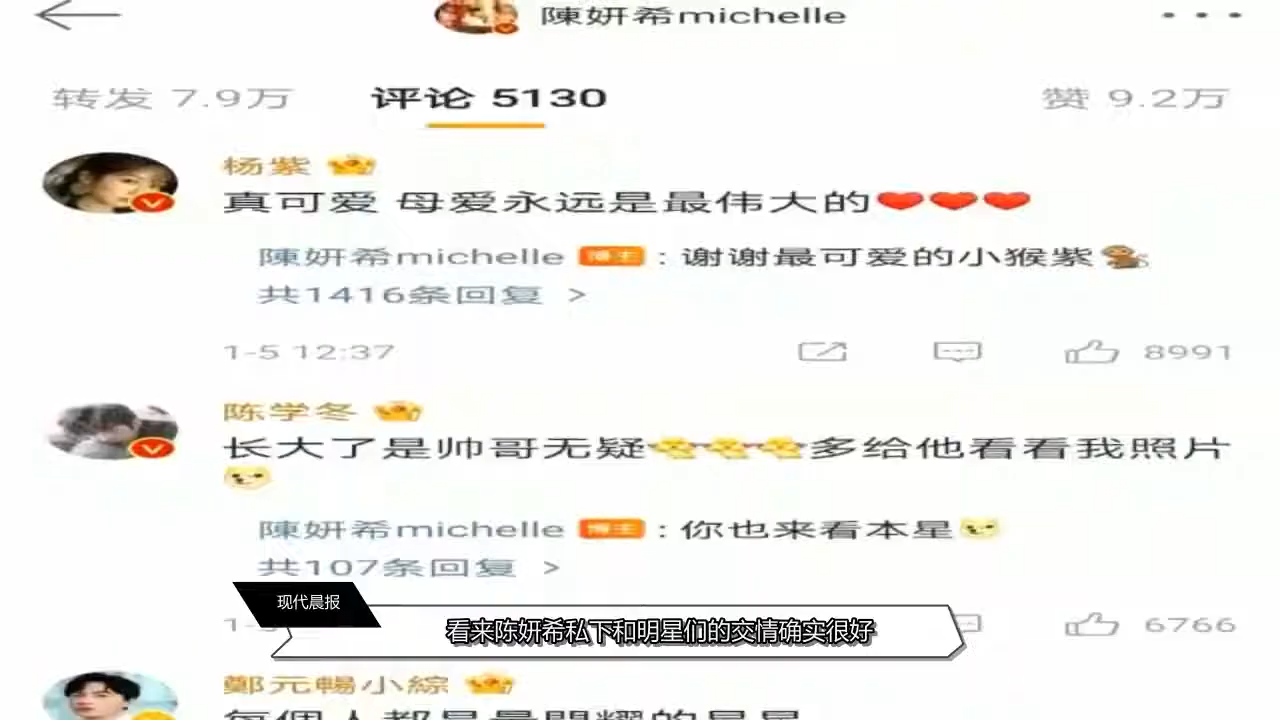 陳妍希michelle
转发 7.9万 评论 5130 赞 9.2万
杨紫
真可爱 母爱永远是最伟大的
陳妍希michelle 博主：谢谢最可爱的小猴紫
共1416条回复 >
1-5 12:37 8991
陈学冬
长大了是帅哥无疑 多给他看看我照片
陳妍希michelle 博主：你也来看本星
共107条回复 >
现代晨报
6766
看来陈妍希私下和明星们的交情确实很好
鄭元暢小綜